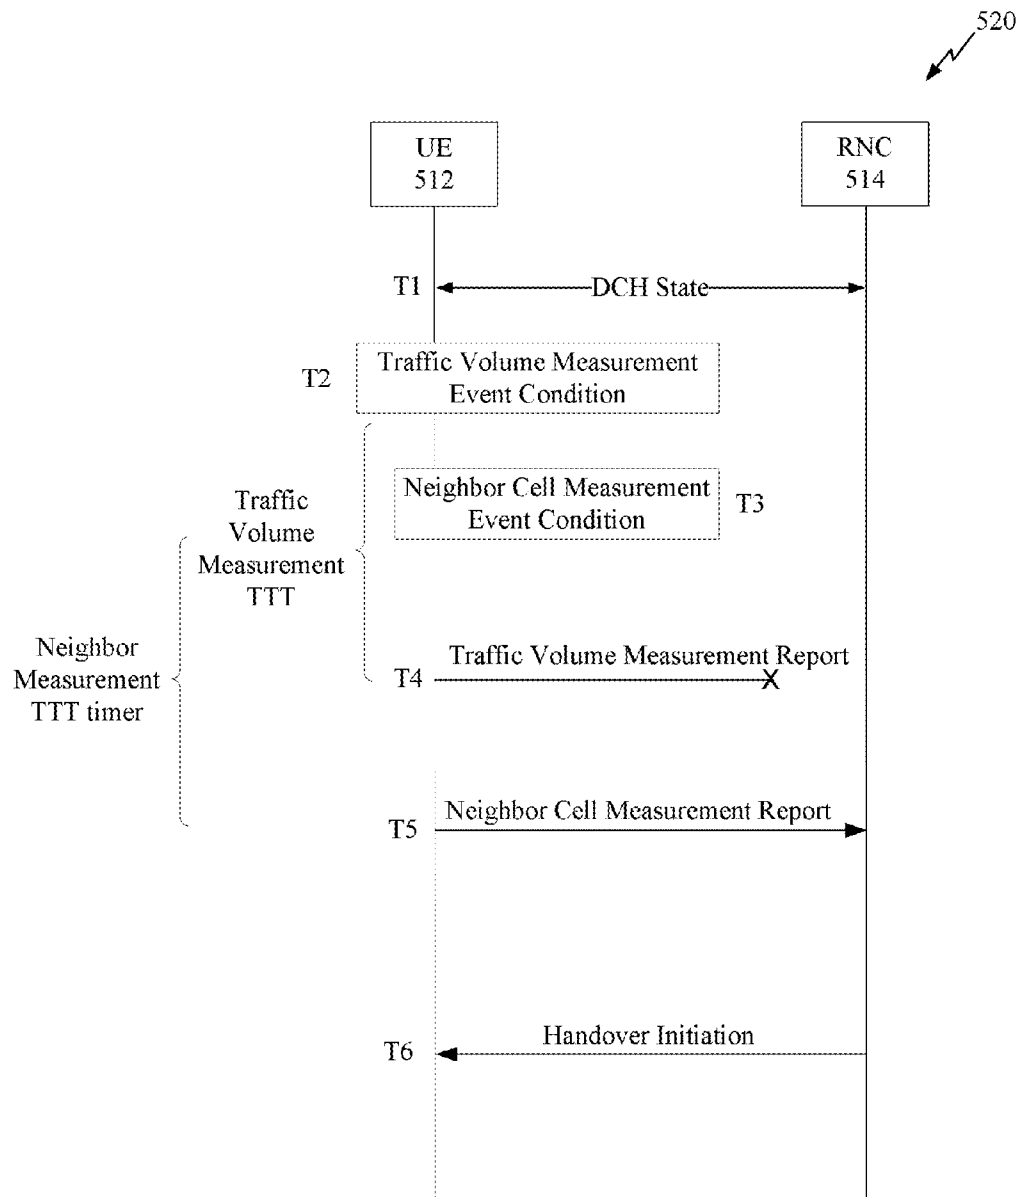 520
UE
512
RNC
514
T1
DCH State
T2
Traffic Volume Measurement
Event Condition
Neighbor Cell Measurement
Event Condition
T3
Traffic
Volume
Measurement
TTT
Neighbor
Measurement
TTT timer
Traffic Volume Measurement Report
T4
X
Neighbor Cell Measurement Report
T5
Handover Initiation
T6